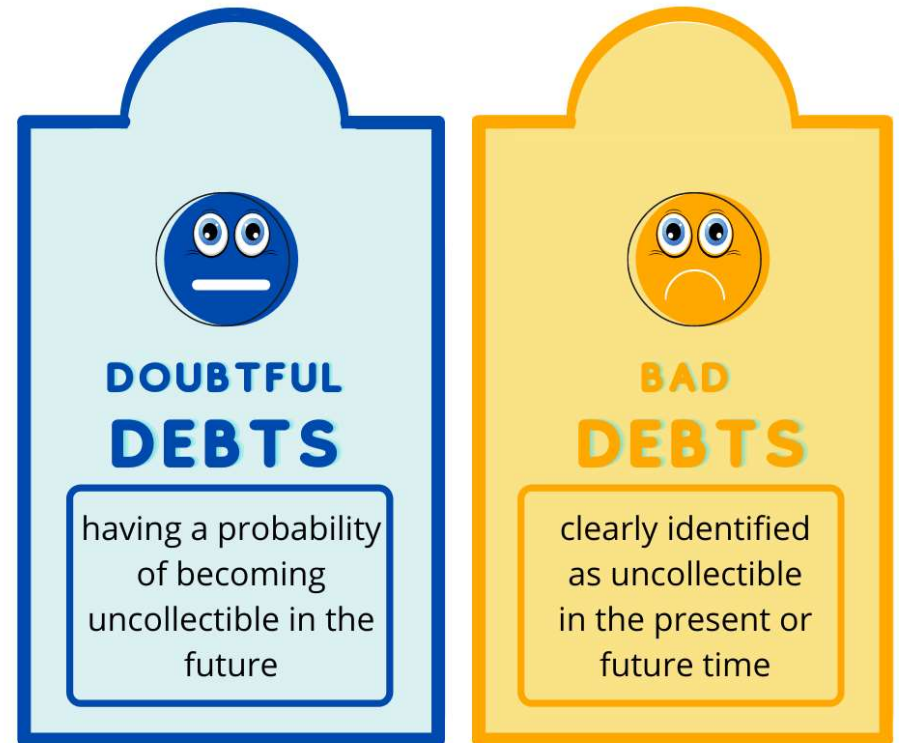 DOUBTFUL
DEBTS
having a probability
of becoming
uncollectible in the
future
BAD
DEBTS
clearly identified
as uncollectible
in the present or
future time